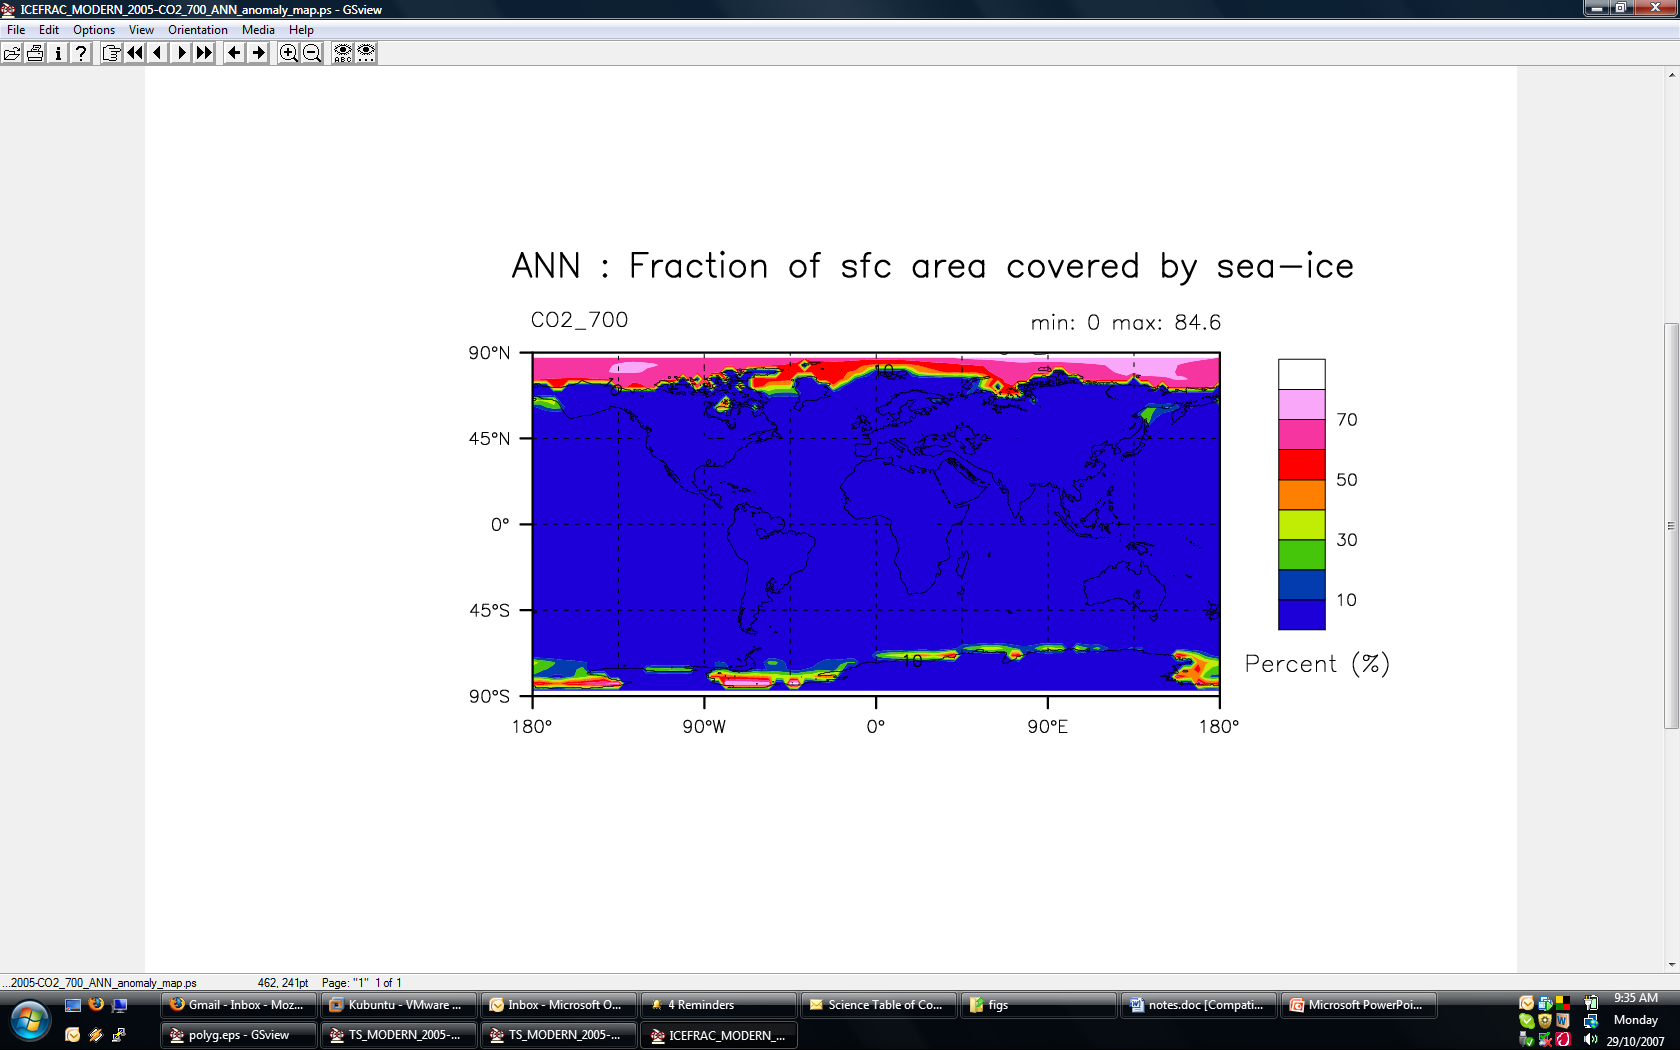 ICEFRAC_MODERN_2005-CO2_700_ANN_anomaly_map.ps - GSview
File Edit Options View Orientation Media Help
ABC
ANN : Fraction of sfc area covered by sea-ice
CO2_700
min: 0 max: 84.6
90°N
45°N
0°
45°S
90°S
180°
90°W
0°
90°E
180°
10
10
70
50
30
10
Percent (%)
...2005-CO2_700_ANN_anomaly_map.ps 462, 241pt Page: "1" 1 of 1
Gmail - Inbox - Moz...
Kubuntu - VMware ...
Inbox - Microsoft O...
4 Reminders
Science Table of Co...
figs
notes.doc [Compati...
Microsoft PowerPoi...
polyg.eps - GSview
TS_MODERN_2005-...
TS_MODERN_2005-...
ICEFRAC_MODERN_...
9:35 AM
Monday
29/10/2007